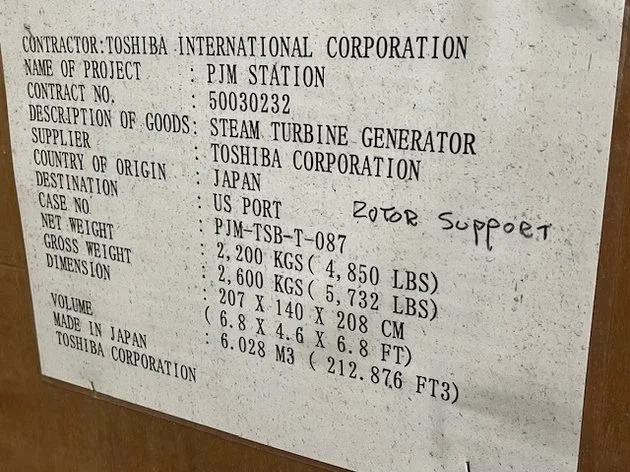 CONTRACTOR:TOSHIBA INTERNATIONAL CORPORATION
NAME OF PROJECT : PJM STATION
CONTRACT NO. : 50030232
DESCRIPTION OF GOODS: STEAM TURBINE GENERATOR
SUPPLIER : TOSHIBA CORPORATION
COUNTRY OF ORIGIN : JAPAN
DESTINATION : US PORT
ROTOR SUPPORT
CASE NO : PJM-TSB-T-087
NET WEIGHT : 2,200 KGS( 4,850 LBS)
GROSS WEIGHT : 2,600 KGS( 5,732 LBS)
DIMENSION : 207 X 140 X 208 CM
( 6.8 X 4.6 X 6.8 FT)
VOLUME : 6.028 M3 ( 212.876 FT3)
MADE IN JAPAN
TOSHIBA CORPORATION